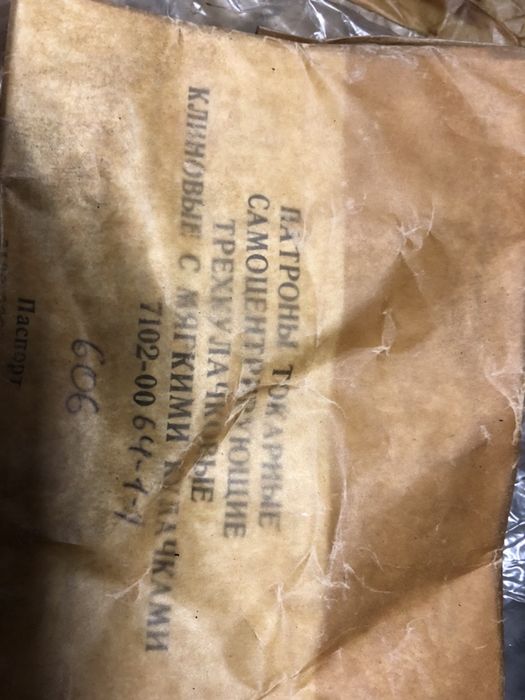 ПАТРОНЫ ТОКАРНЫЕ
САМОЦЕНТРИРУЮЩИЕ
ТРЕХКУЛАЧКОВЫЕ
КЛИНОВЫЕ С МЯГКИМИ КУЛАЧКАМИ
7102-0064-1-1
606
Паспорт